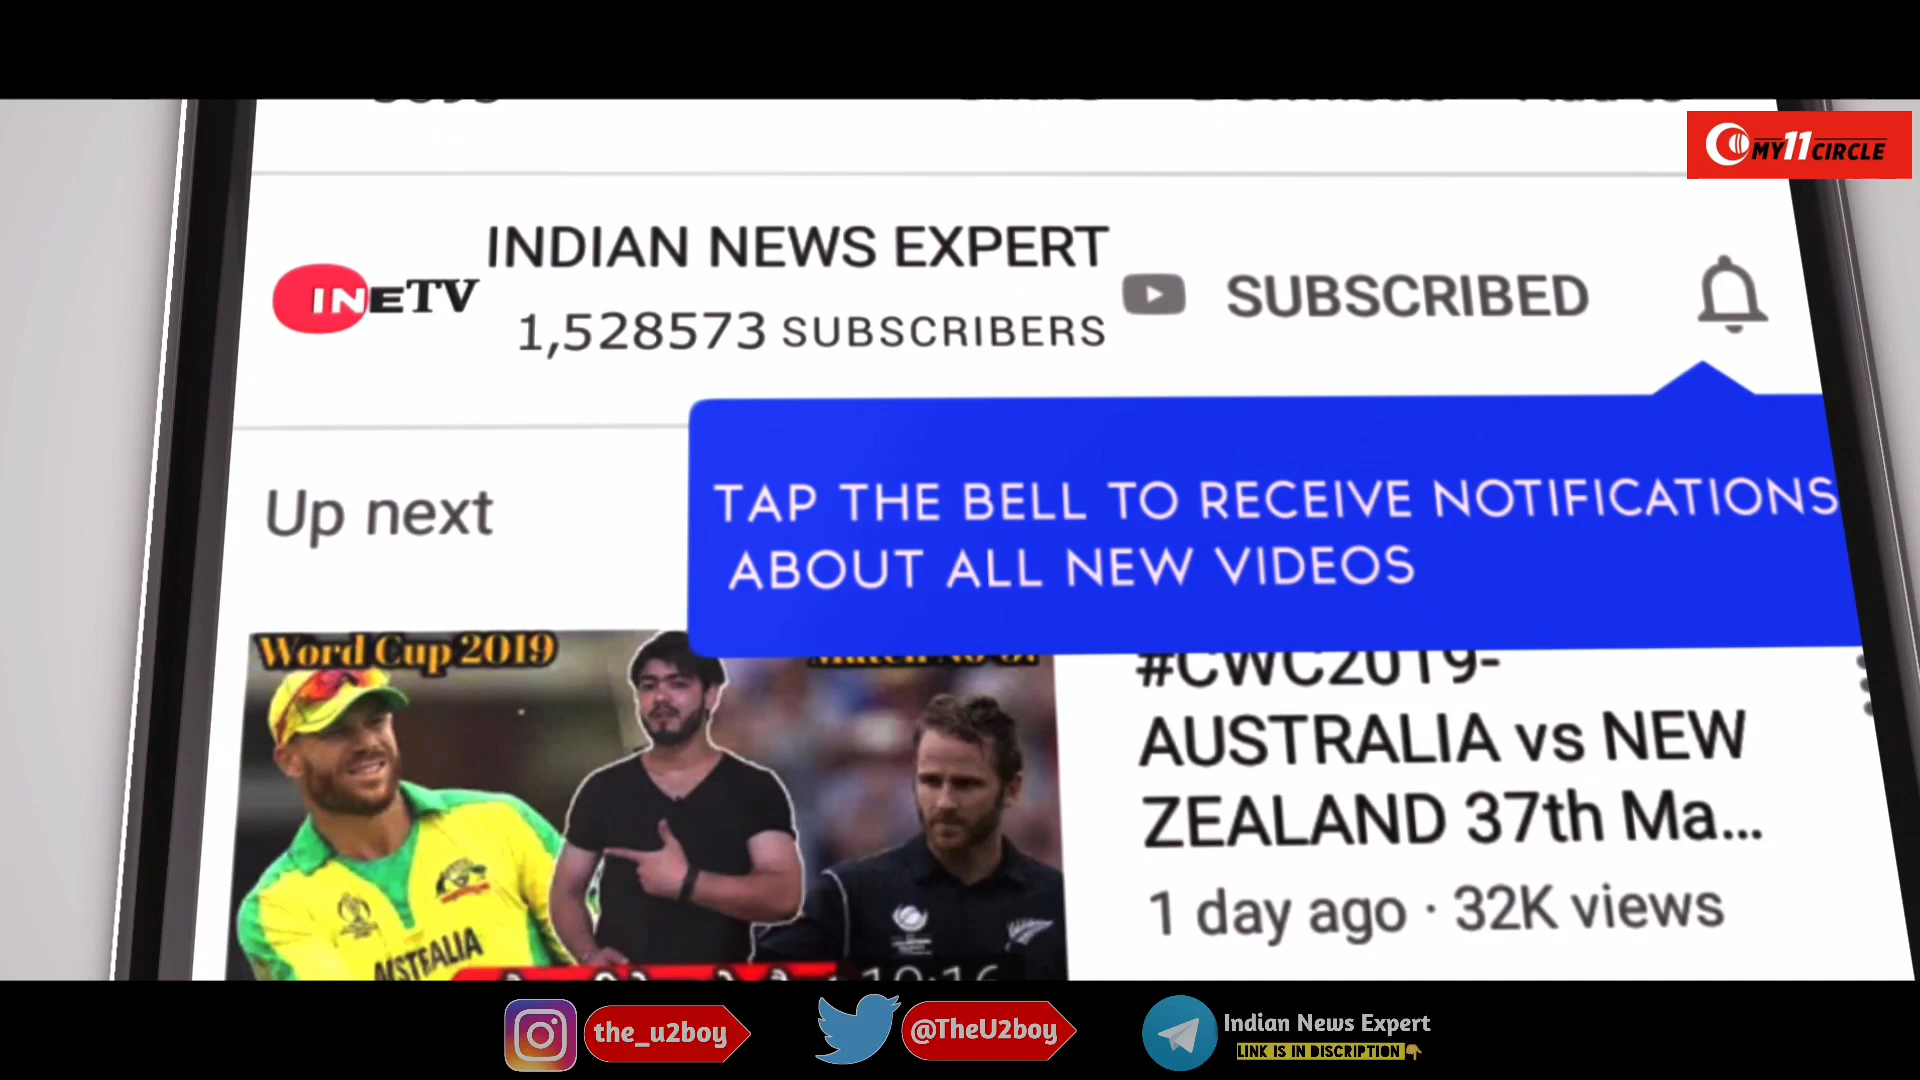 MY11CIRCLE
INDIAN NEWS EXPERT
INETV
1,528573 SUBSCRIBERS
SUBSCRIBED
Up next
TAP THE BELL TO RECEIVE NOTIFICATIONS
ABOUT ALL NEW VIDEOS
Word Cup 2019
#CWC2019-
AUSTRALIA vs NEW
ZEALAND 37th Ma...
1 day ago · 32K views
AUSTRALIA
the_u2boy
@TheU2boy
Indian News Expert
LINK IS IN DISCRIPTION